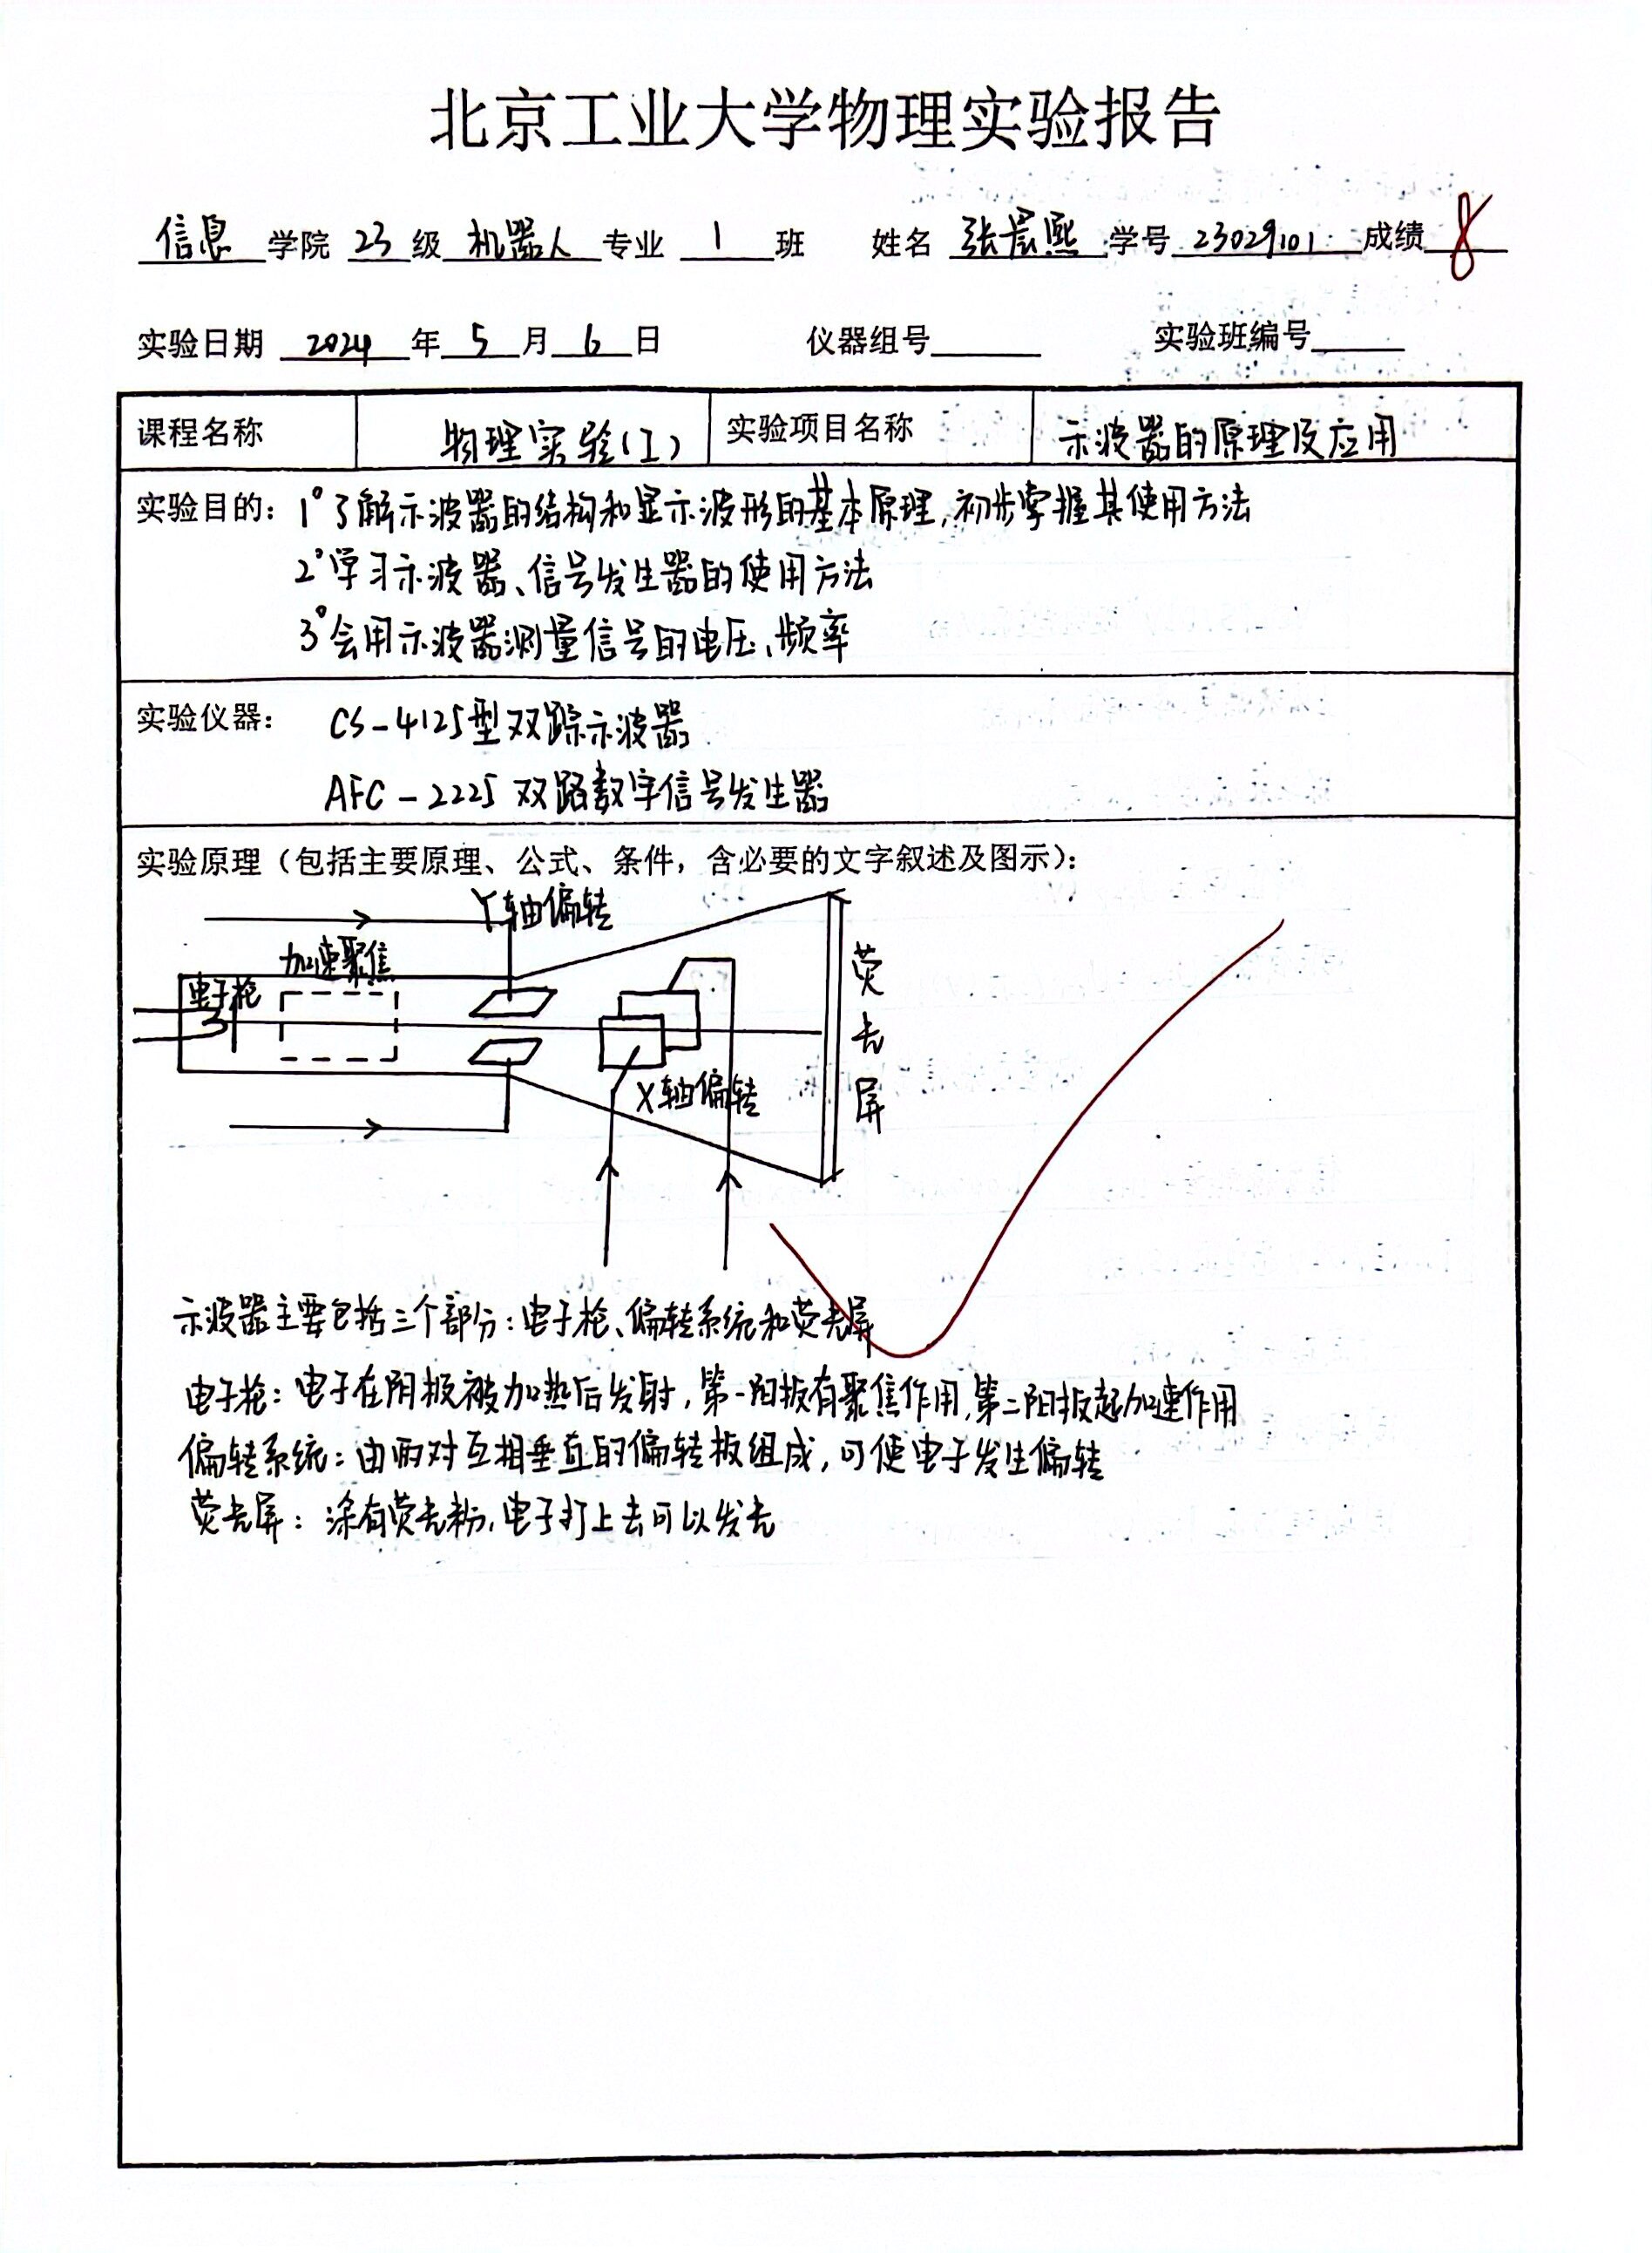 北京工业大学物理实验报告
信息 学院 23 级 机器人 专业 1 班 姓名 张宸熙 学号 23029101 成绩 8
实验日期 2024 年 5 月 6 日 仪器组号 实验班编号
课程名称 物理实验(I) 实验项目名称 示波器的原理及应用
实验目的: 1°了解示波器的结构和显示波形的基本原理,初步掌握其使用方法
2°学习示波器、信号发生器的使用方法
3°会用示波器测量信号的电压、频率
实验仪器: CS-4125型双踪示波器
AFC-2225 双路数字信号发生器
实验原理(包括主要原理、公式、条件,含必要的文字叙述及图示):
Y轴偏转
加速聚焦
电子枪
荧光屏
X轴偏转
示波器主要包括三个部分:电子枪、偏转系统和荧光屏
电子枪:电子在阴极被加热后发射,第一阳极有聚焦作用,第二阳极起加速作用
偏转系统:由两对互相垂直的偏转板组成,可使电子发生偏转
荧光屏:涂有荧光粉,电子打上去可以发光